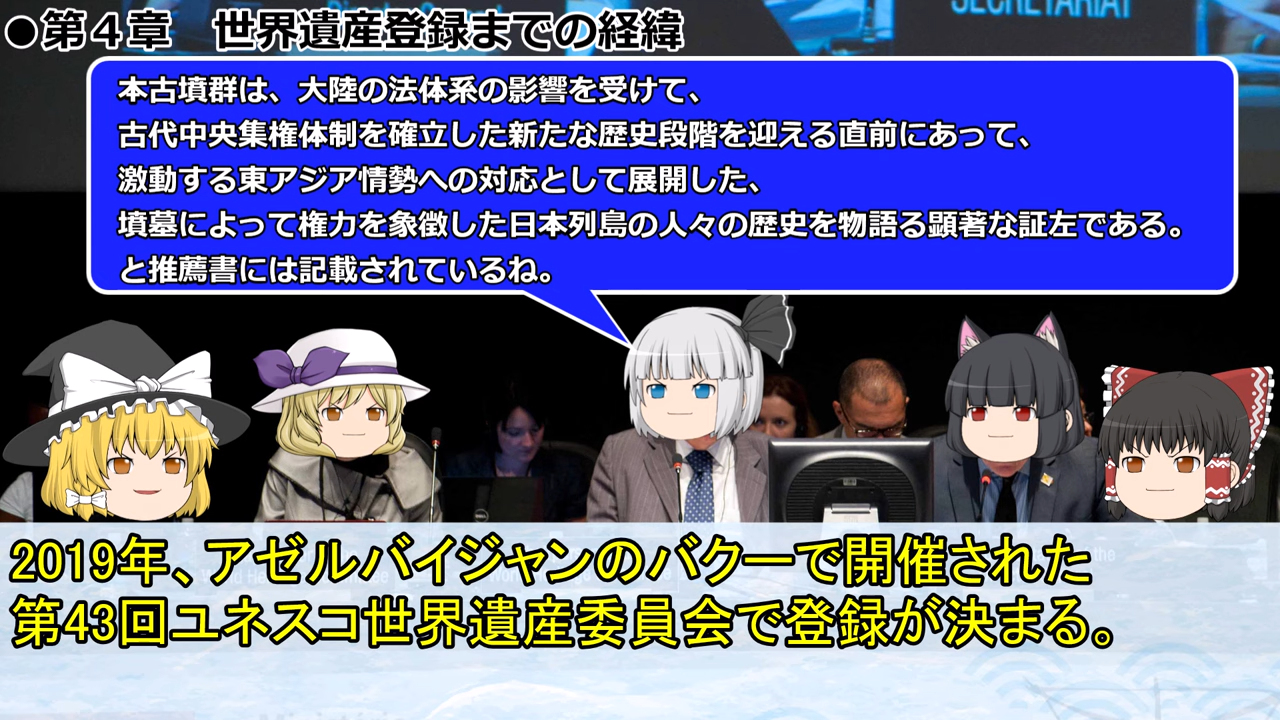 SECRETARIAT
●第４章　世界遺産登録までの経緯
本古墳群は、大陸の法体系の影響を受けて、
古代中央集権体制を確立した新たな歴史段階を迎える直前にあって、
激動する東アジア情勢への対応として展開した、
墳墓によって権力を象徴した日本列島の人々の歴史を物語る顕著な証左である。
と推薦書には記載されているね。
2019年、アゼルバイジャンのバクーで開催された
第43回ユネスコ世界遺産委員会で登録が決まる。